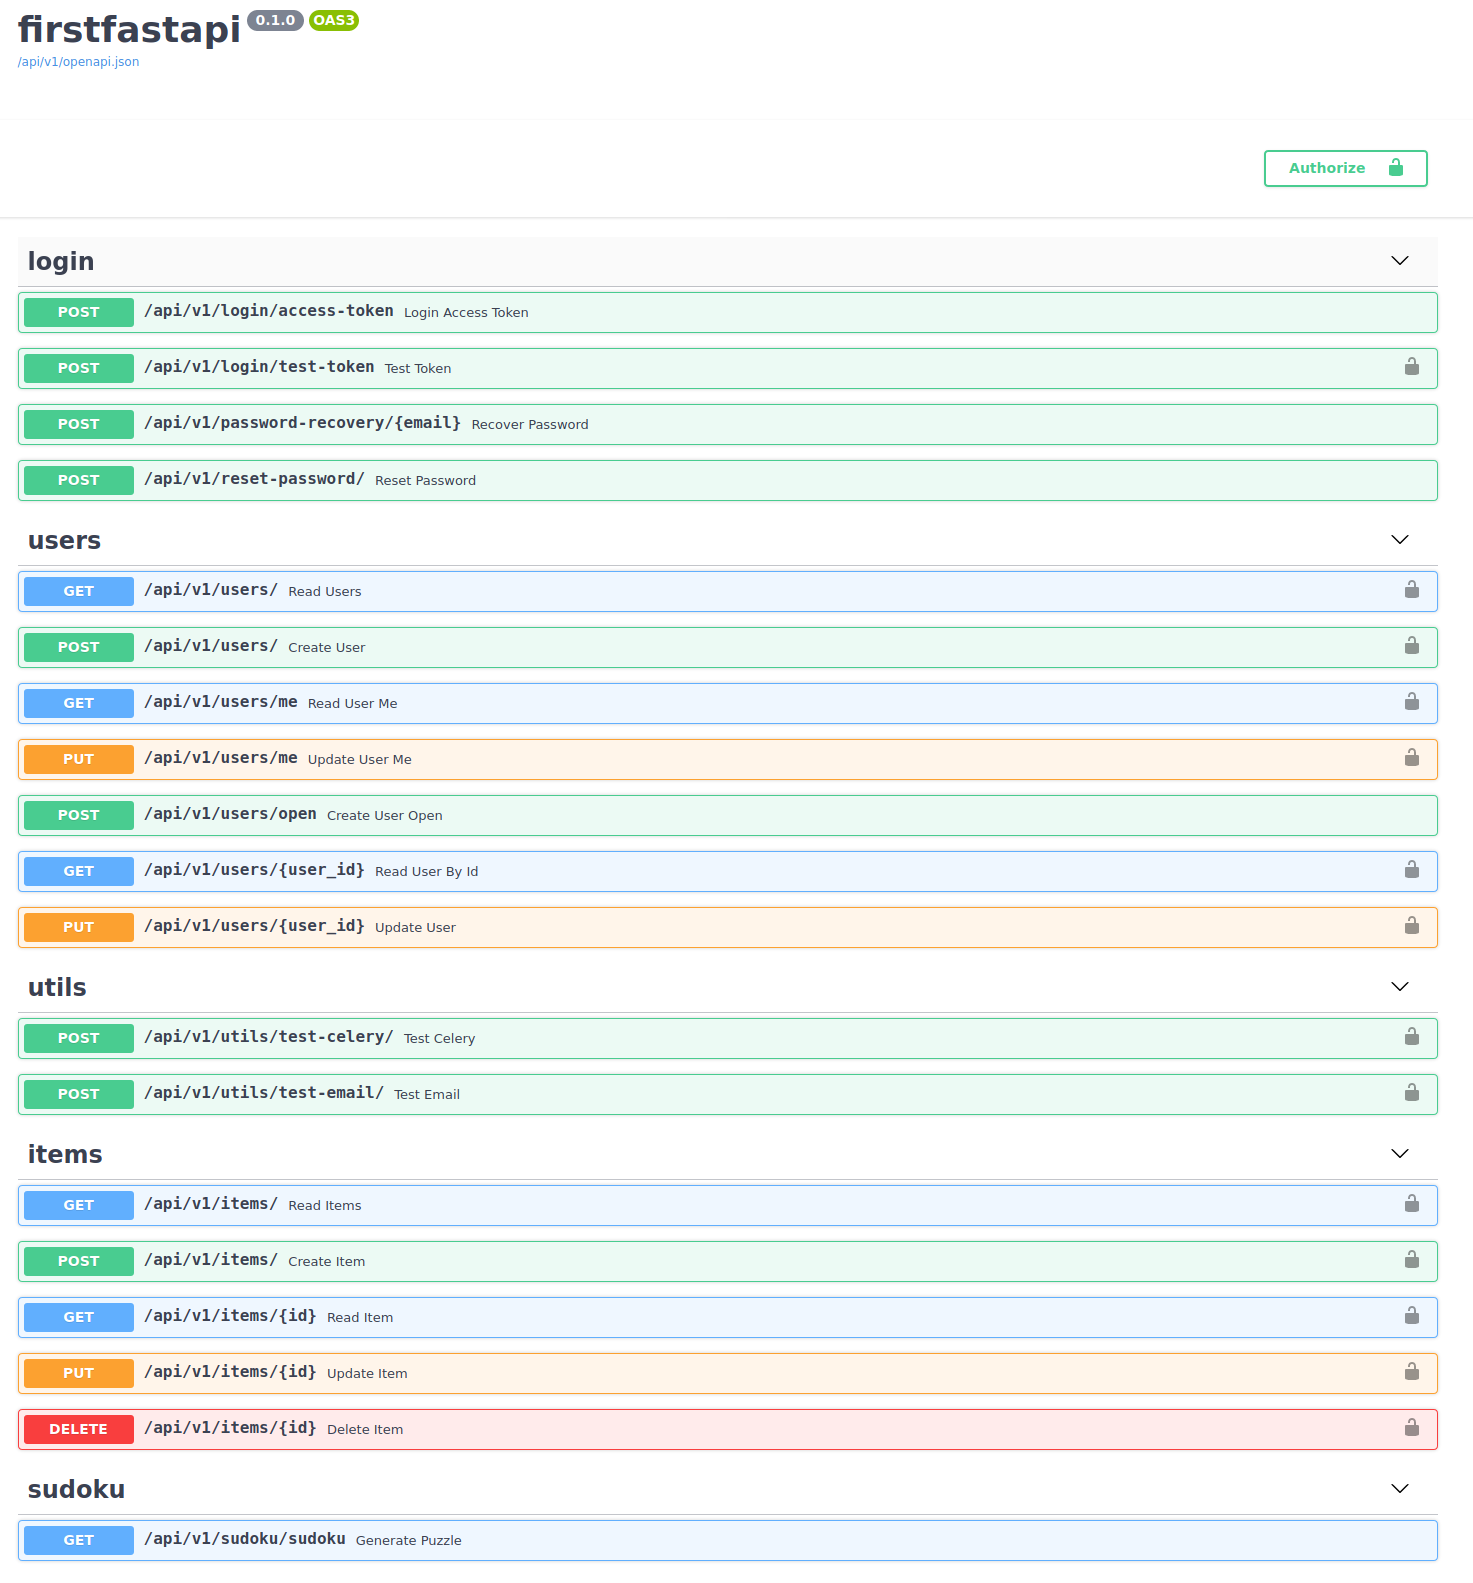 firstfastapi 0.1.0 OAS3
/api/v1/openapi.json
Authorize
login
POST /api/v1/login/access-token Login Access Token
POST /api/v1/login/test-token Test Token
POST /api/v1/password-recovery/{email} Recover Password
POST /api/v1/reset-password/ Reset Password
users
GET /api/v1/users/ Read Users
POST /api/v1/users/ Create User
GET /api/v1/users/me Read User Me
PUT /api/v1/users/me Update User Me
POST /api/v1/users/open Create User Open
GET /api/v1/users/{user_id} Read User By Id
PUT /api/v1/users/{user_id} Update User
utils
POST /api/v1/utils/test-celery/ Test Celery
POST /api/v1/utils/test-email/ Test Email
items
GET /api/v1/items/ Read Items
POST /api/v1/items/ Create Item
GET /api/v1/items/{id} Read Item
PUT /api/v1/items/{id} Update Item
DELETE /api/v1/items/{id} Delete Item
sudoku
GET /api/v1/sudoku/sudoku Generate Puzzle